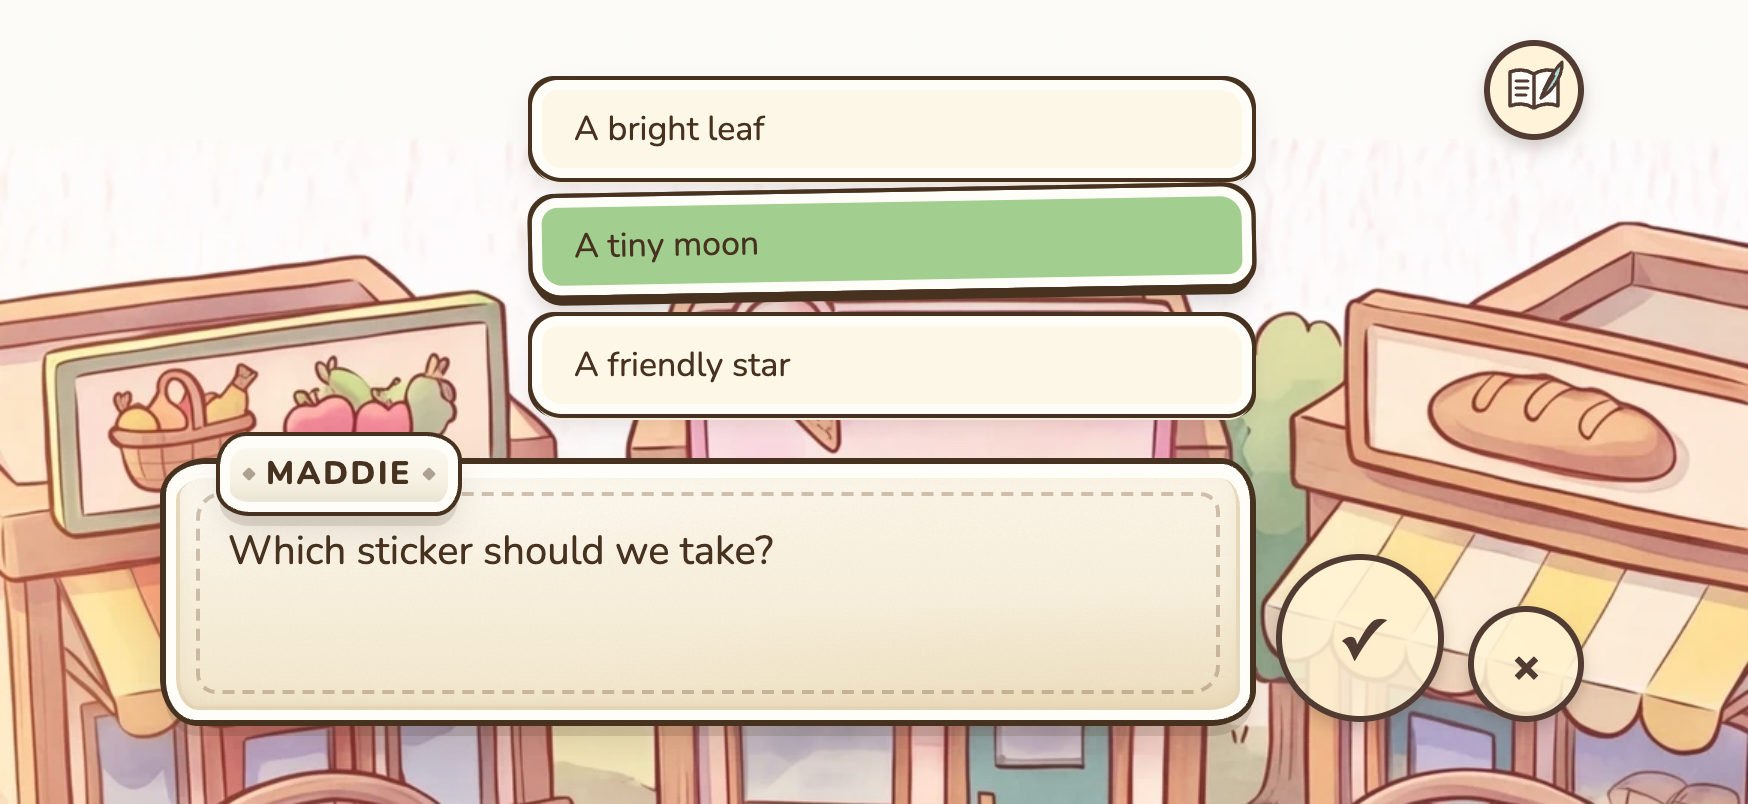 A bright leaf
A tiny moon
A friendly star
MADDIE
Which sticker should we take?